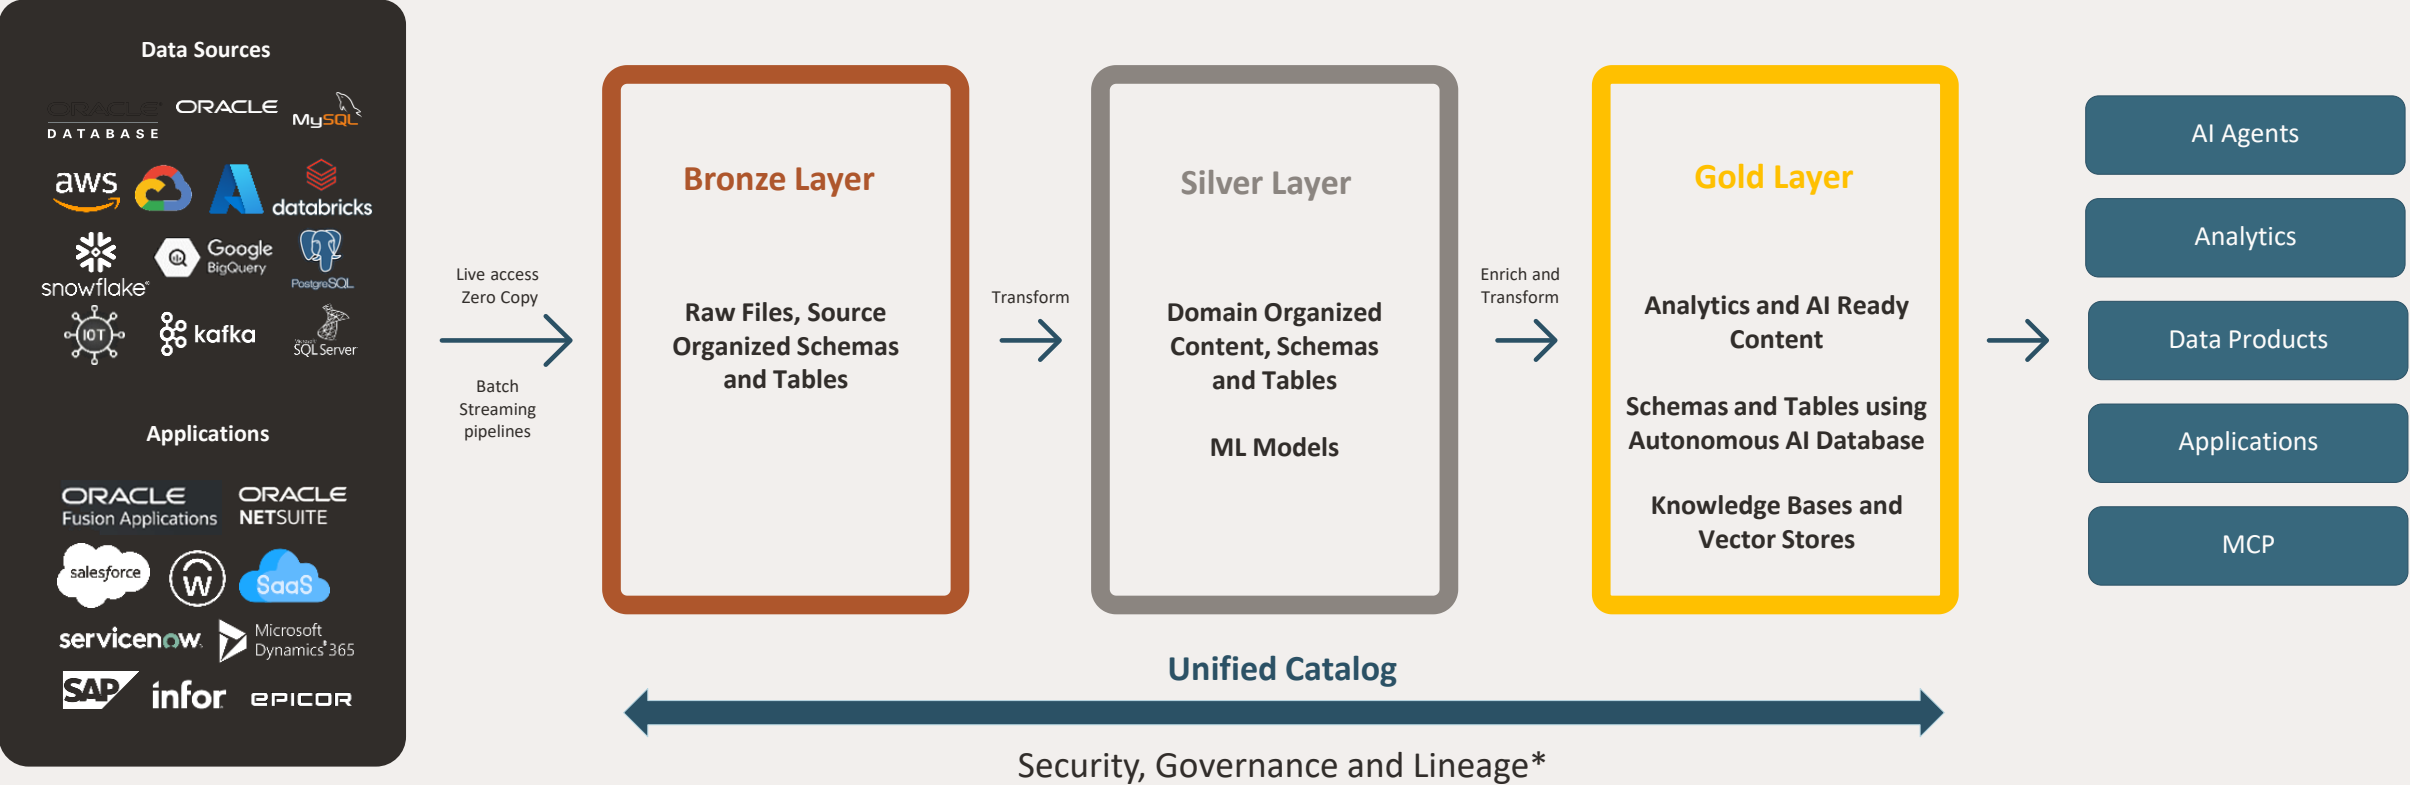 Data Sources
ORACLE
DATABASE
ORACLE
MySQL
aws
databricks
snowflake
Google
BigQuery
PostgreSQL
IOT
kafka
Microsoft
SQL Server
Applications
ORACLE
Fusion Applications
ORACLE
NETSUITE
salesforce
W
SaaS
servicenow
Microsoft
Dynamics 365
SAP
infor
EPICOR
Live access
Zero Copy
Batch
Streaming
pipelines
Bronze Layer
Raw Files, Source
Organized Schemas
and Tables
Transform
Silver Layer
Domain Organized
Content, Schemas
and Tables
ML Models
Enrich and
Transform
Gold Layer
Analytics and AI Ready
Content
Schemas and Tables using
Autonomous AI Database
Knowledge Bases and
Vector Stores
AI Agents
Analytics
Data Products
Applications
MCP
Unified Catalog
Security, Governance and Lineage*